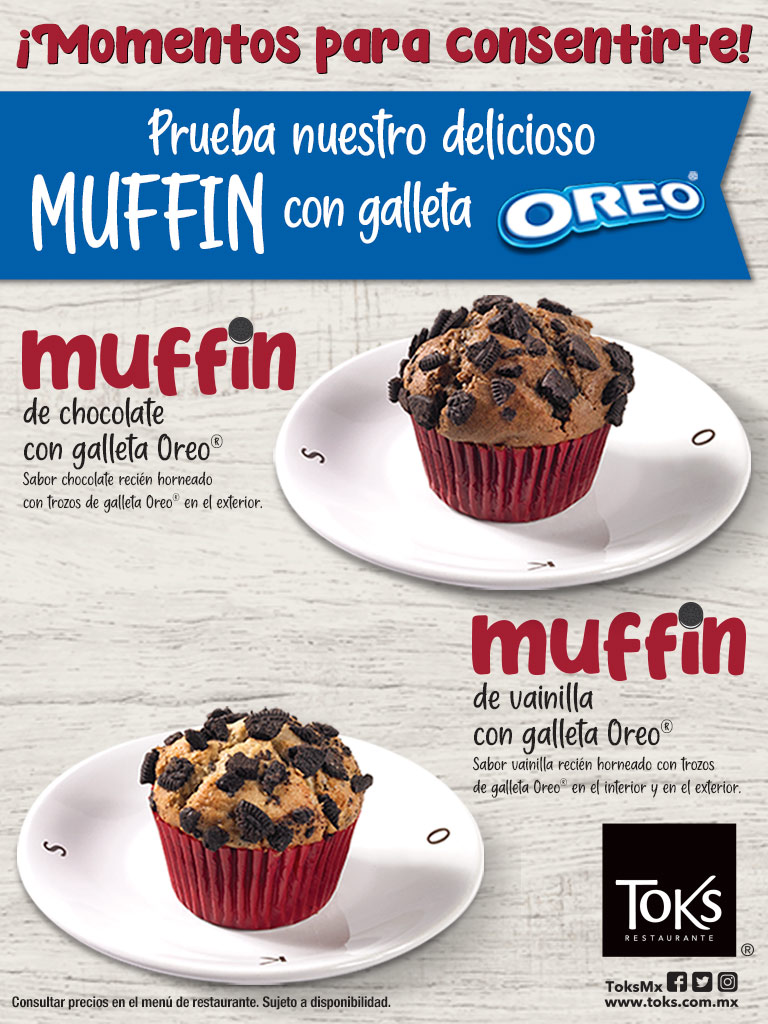 ¡Momentos para consentirte!
Prueba nuestro delicioso
MUFFIN con galleta OREO®
muffin
de chocolate
con galleta Oreo®
Sabor chocolate recién horneado
con trozos de galleta Oreo® en el exterior.
S O
K
muffin
de vainilla
con galleta Oreo®
Sabor vainilla recién horneado con trozos
de galleta Oreo® en el interior y en el exterior.
S O
K
TOKS
RESTAURANTE
®
ToksMx
www.toks.com.mx
Consultar precios en el menú de restaurante. Sujeto a disponibilidad.